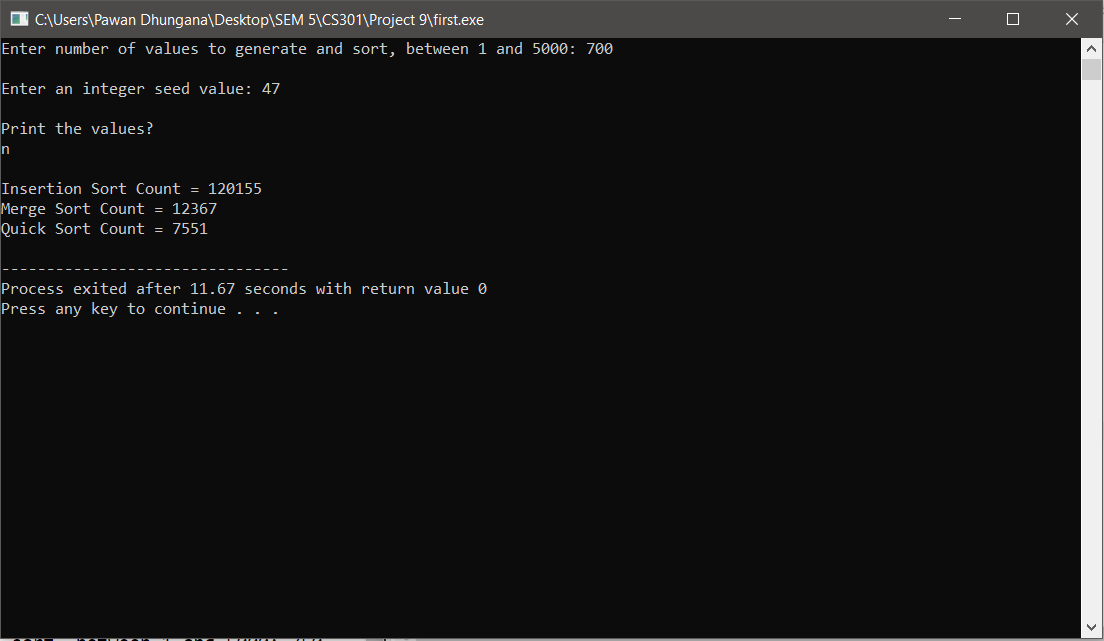 C:\Users\Pawan Dhungana\Desktop\SEM 5\CS301\Project 9\first.exe
Enter number of values to generate and sort, between 1 and 5000: 700
Enter an integer seed value: 47
Print the values?
n
Insertion Sort Count = 120155
Merge Sort Count = 12367
Quick Sort Count = 7551
--------------------------------
Process exited after 11.67 seconds with return value 0
Press any key to continue . . .